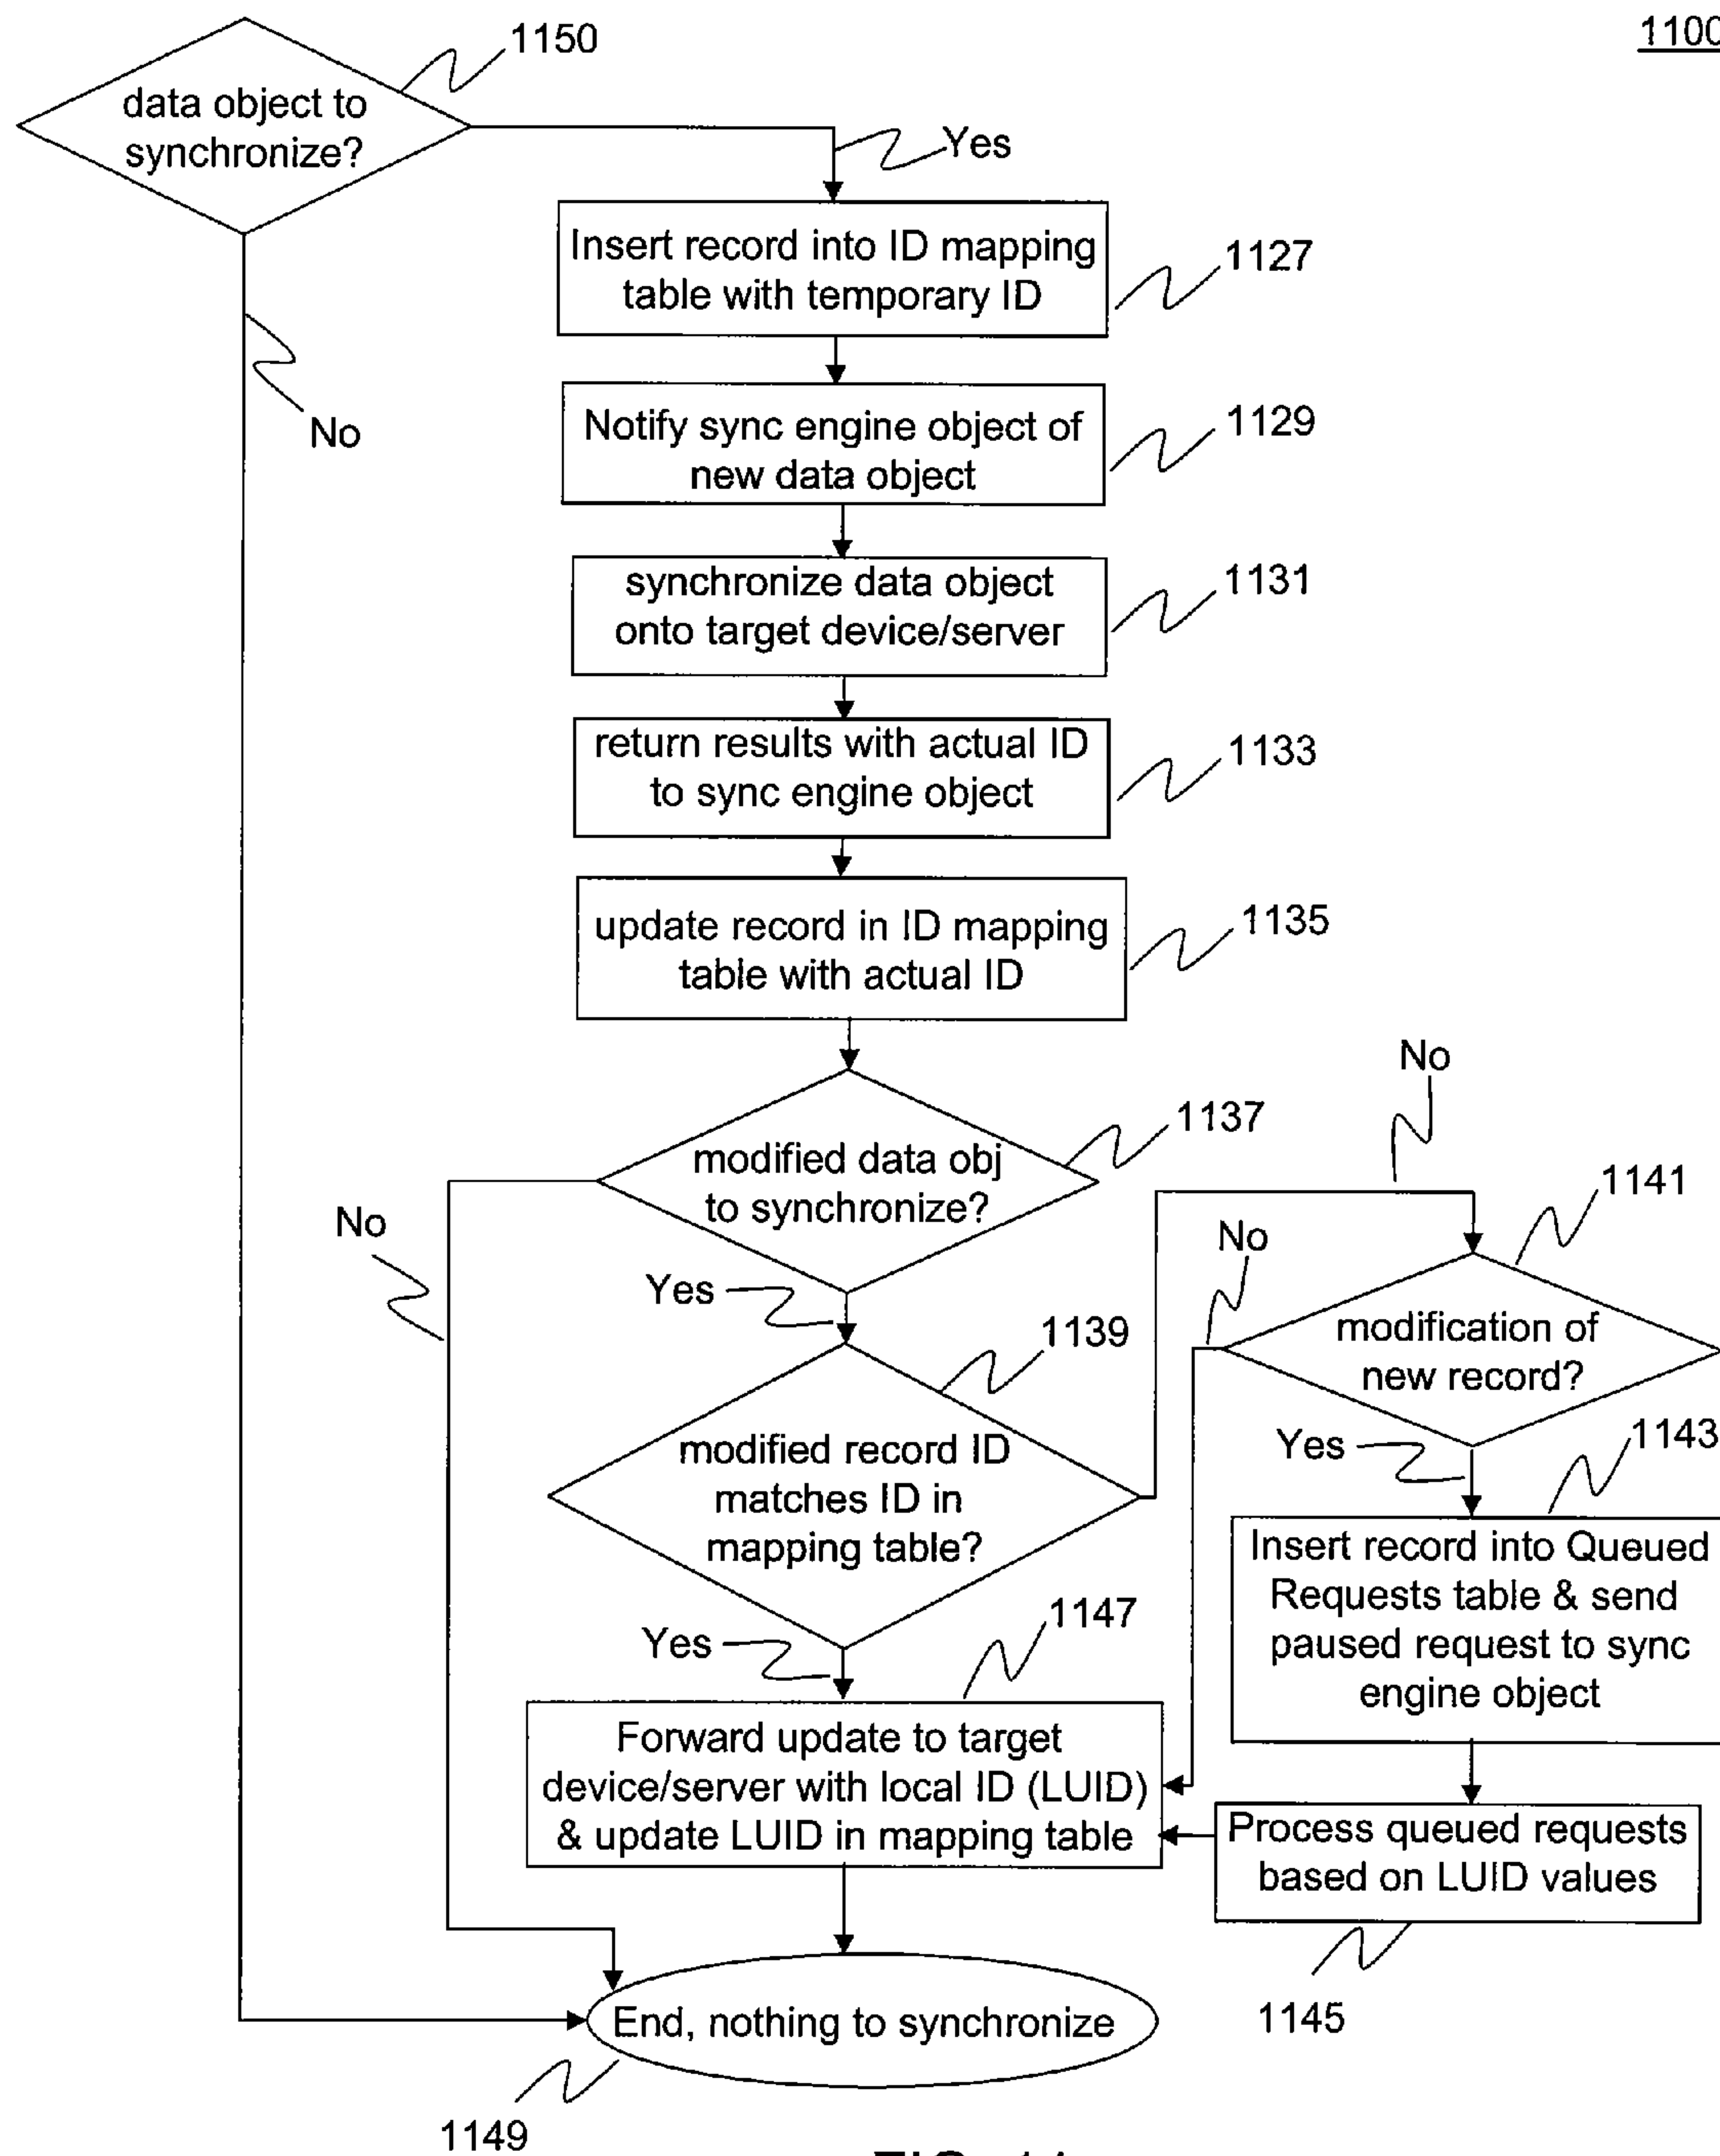 1150
1100
data object to
synchronize?
Yes
Insert record into ID mapping
table with temporary ID
1127
No
Notify sync engine object of
new data object
1129
synchronize data object
onto target device/server
1131
return results with actual ID
to sync engine object
1133
update record in ID mapping
table with actual ID
1135
modified data obj
to synchronize?
1137
No
No
1141
No
Yes
modification of
new record?
1139
modified record ID
matches ID in
mapping table?
Yes
1143
Insert record into Queued
Requests table & send
paused request to sync
engine object
Yes
1147
Forward update to target
device/server with local ID (LUID)
& update LUID in mapping table
Process queued requests
based on LUID values
1145
End, nothing to synchronize
1149